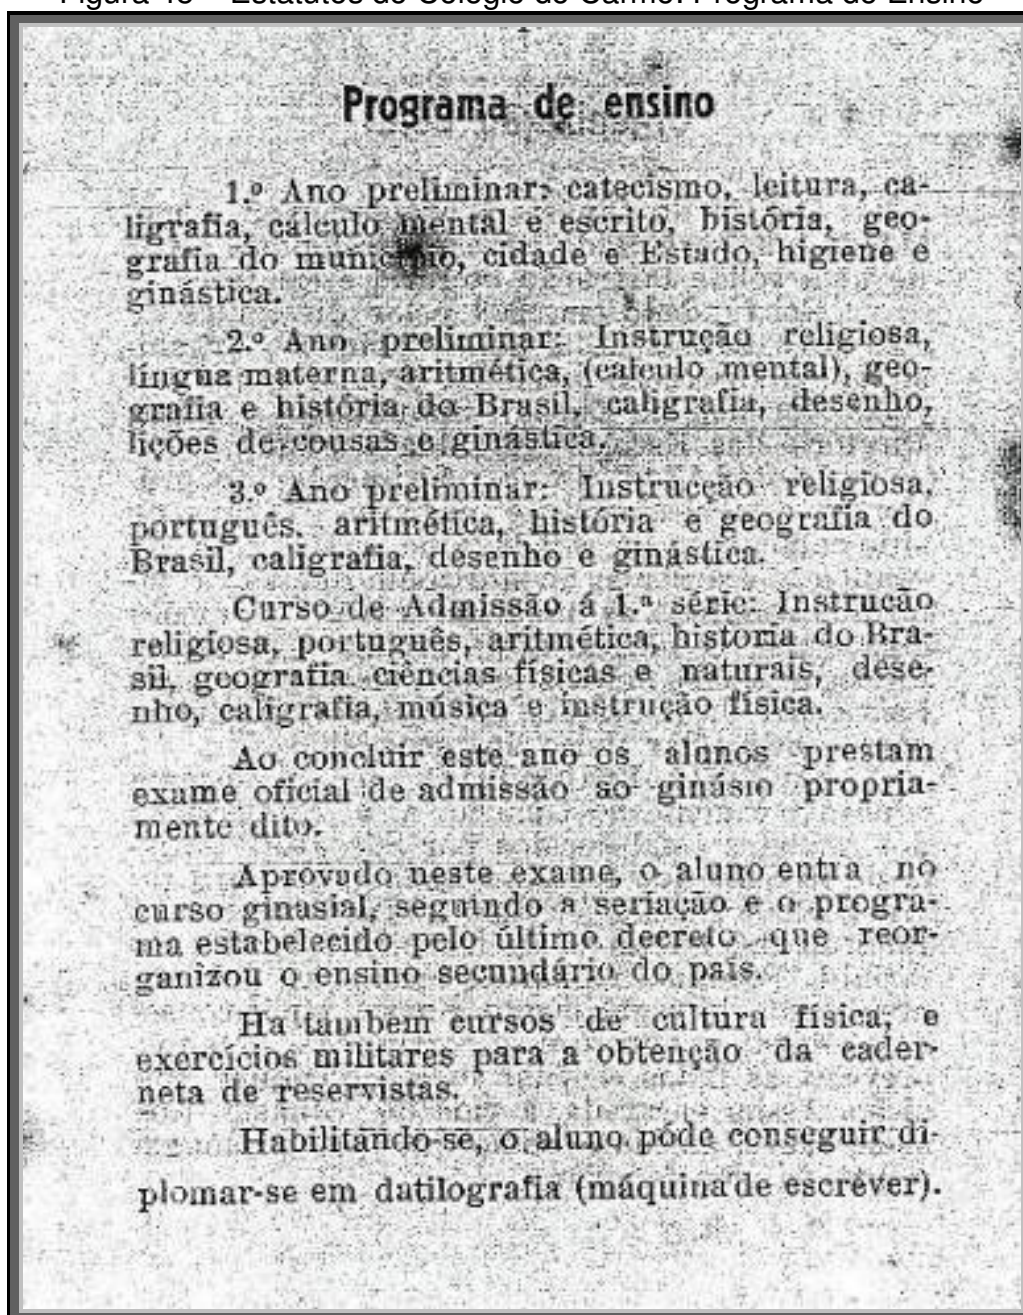 Figura 43 – Estatutos do Colégio do Carmo: Programa de Ensino
Programa de ensino
1.º Ano preliminar: catecismo, leitura, ca-
ligrafia, cálculo mental e escrito, história, geo-
grafia do município, cidade e Estado, higiene e
ginástica.
2.º Ano preliminar: Instrução religiosa,
língua materna, aritmética, (calculo mental), geo-
grafia e história do Brasil, caligrafia, desenho,
lições de cousas e ginástica.
3.º Ano preliminar: Instrucção religiosa,
português, aritmética, história e geografia do
Brasil, caligrafia, desenho e ginástica.
Curso de Admissão á 1.ª série: Instrucão
religiosa, português, aritmética, historia do Bra-
sil, geografia ciências físicas e naturais, dese-
nho, caligrafia, música e instrução física.
Ao concluir este ano os alunos prestam
exame oficial de admissão ao ginásio propria-
mente dito.
Aprovado neste exame, o aluno entra no
curso ginasial, seguindo a seriação e o progra-
ma estabelecido pelo último decreto que reor-
ganizou o ensino secundário do país.
Ha tambem cursos de cultura física, e
exercícios militares para a obtenção da cader-
neta de reservistas.
Habilitando-se, o aluno póde conseguir di-
plomar-se em datilografia (máquina de escrever).